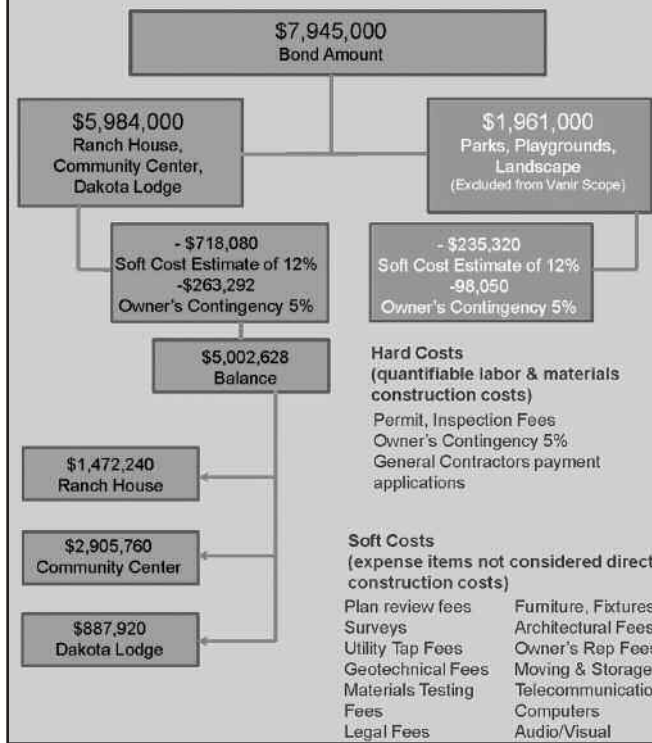 $7,945,000
Bond Amount
$5,984,000
Ranch House,
Community Center,
Dakota Lodge
$1,961,000
Parks, Playgrounds,
Landscape
(Excluded from Vanir Scope)
- $718,080
Soft Cost Estimate of 12%
-$263,292
Owner's Contingency 5%
- $235,320
Soft Cost Estimate of 12%
-98,050
Owner's Contingency 5%
$5,002,628
Balance
Hard Costs
(quantifiable labor & materials
construction costs)
Permit, Inspection Fees
Owner's Contingency 5%
General Contractors payment
applications
$1,472,240
Ranch House
$2,905,760
Community Center
$887,920
Dakota Lodge
Soft Costs
(expense items not considered direct
construction costs)
Plan review fees
Surveys
Utility Tap Fees
Geotechnical Fees
Materials Testing
Fees
Legal Fees
Furniture, Fixtures
Architectural Fees
Owner's Rep Fees
Moving & Storage
Telecommunicatio
Computers
Audio/Visual